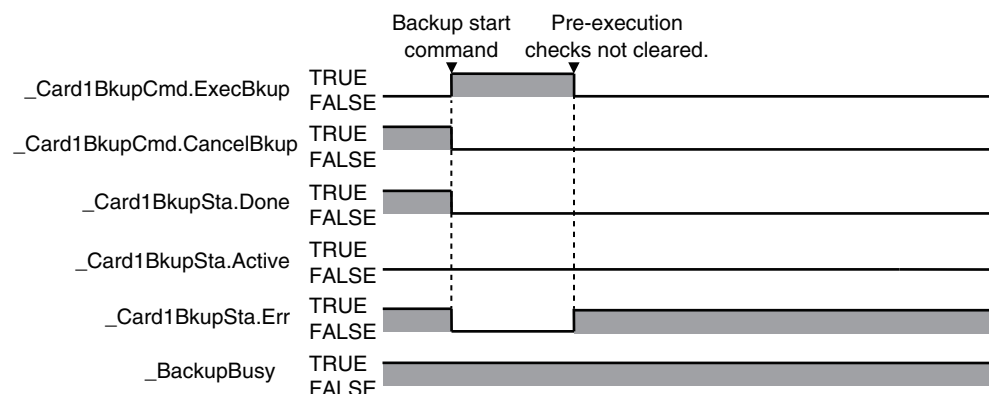 Backup start command
Pre-execution checks not cleared.
_Card1BkupCmd.ExecBkup
TRUE
FALSE
_Card1BkupCmd.CancelBkup
TRUE
FALSE
_Card1BkupSta.Done
TRUE
FALSE
_Card1BkupSta.Active
TRUE
FALSE
_Card1BkupSta.Err
TRUE
FALSE
_BackupBusy
TRUE
FALSE